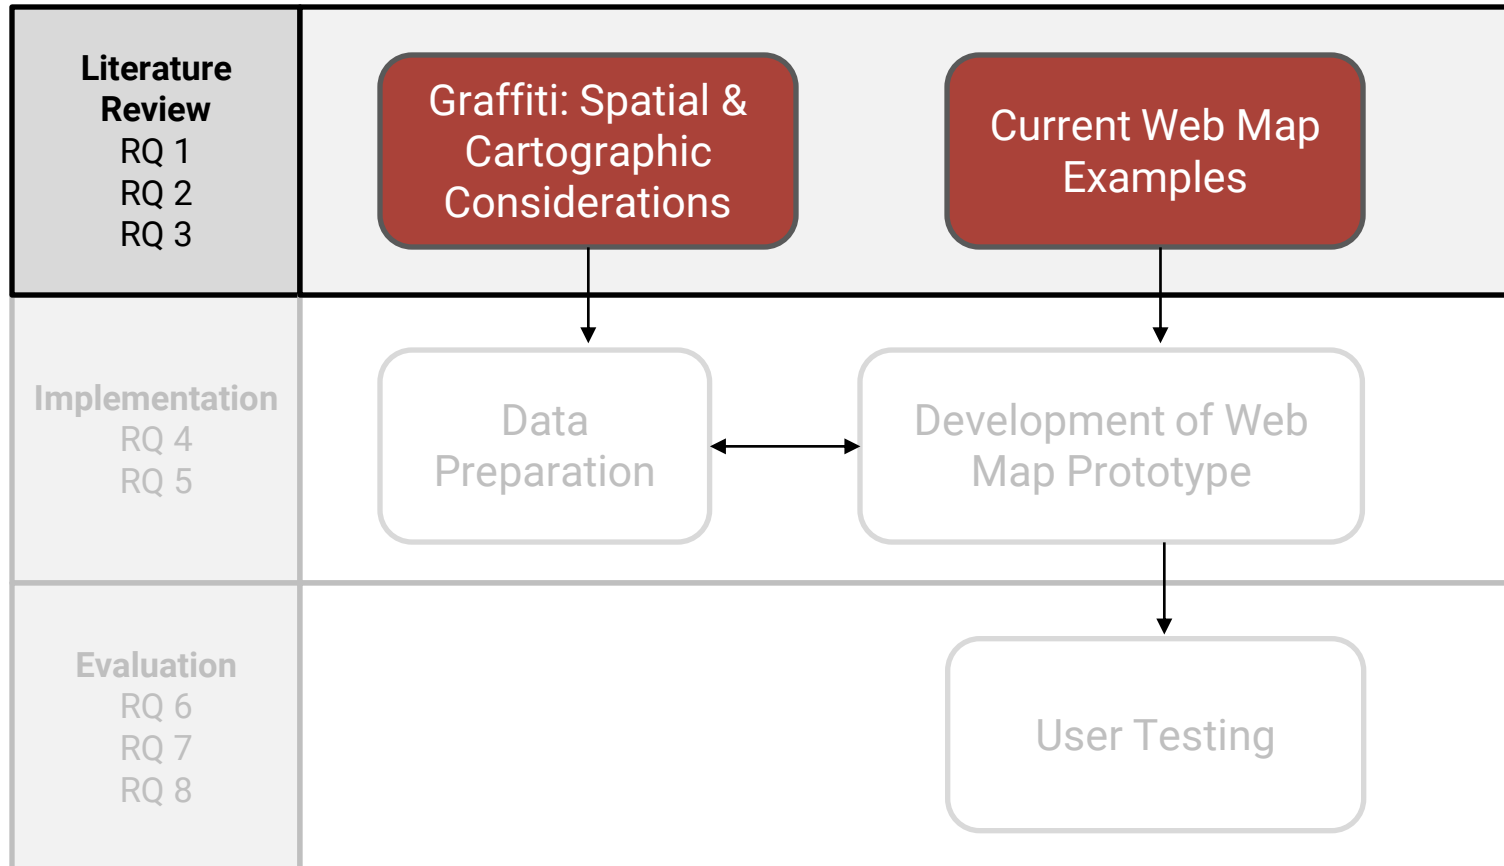 Literature
Review
RQ 1
RQ 2
RQ 3
Graffiti: Spatial &
Cartographic
Considerations
Current Web Map
Examples
Implementation
RQ 4
RQ 5
Data
Preparation
Development of Web
Map Prototype
Evaluation
RQ 6
RQ 7
RQ 8
User Testing